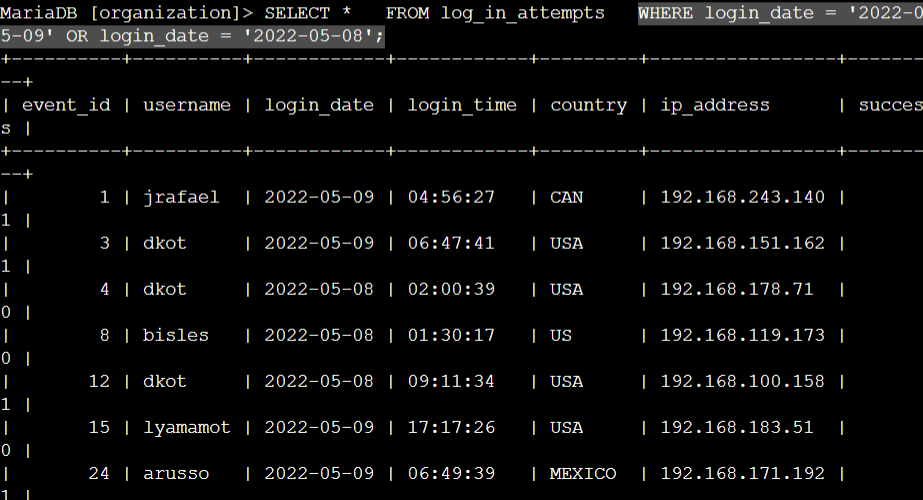 MariaDB [organization]> SELECT *    FROM log_in_attempts   WHERE login_date = '2022-0
5-09' OR login_date = '2022-05-08';
+----------+----------+------------+------------+---------+-----------------+-------
--+
| event_id | username | login_date | login_time | country | ip_address      | succes
s |
+----------+----------+------------+------------+---------+-----------------+-------
--+
|        1 | jrafael  | 2022-05-09 | 04:56:27   | CAN     | 192.168.243.140 |
1 |
|        3 | dkot     | 2022-05-09 | 06:47:41   | USA     | 192.168.151.162 |
1 |
|        4 | dkot     | 2022-05-08 | 02:00:39   | USA     | 192.168.178.71  |
0 |
|        8 | bisles   | 2022-05-08 | 01:30:17   | US      | 192.168.119.173 |
0 |
|       12 | dkot     | 2022-05-08 | 09:11:34   | USA     | 192.168.100.158 |
1 |
|       15 | lyamamot | 2022-05-09 | 17:17:26   | USA     | 192.168.183.51  |
0 |
|       24 | arusso   | 2022-05-09 | 06:49:39   | MEXICO  | 192.168.171.192 |
1 |